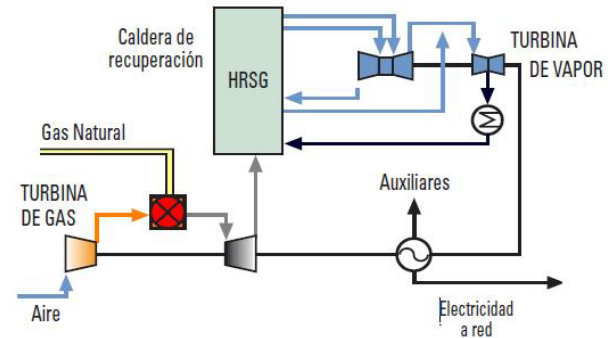 Caldera de
recuperación
HRSG
TURBINA
DE VAPOR
Gas Natural
TURBINA
DE GAS
Auxiliares
Aire
Electricidad
a red